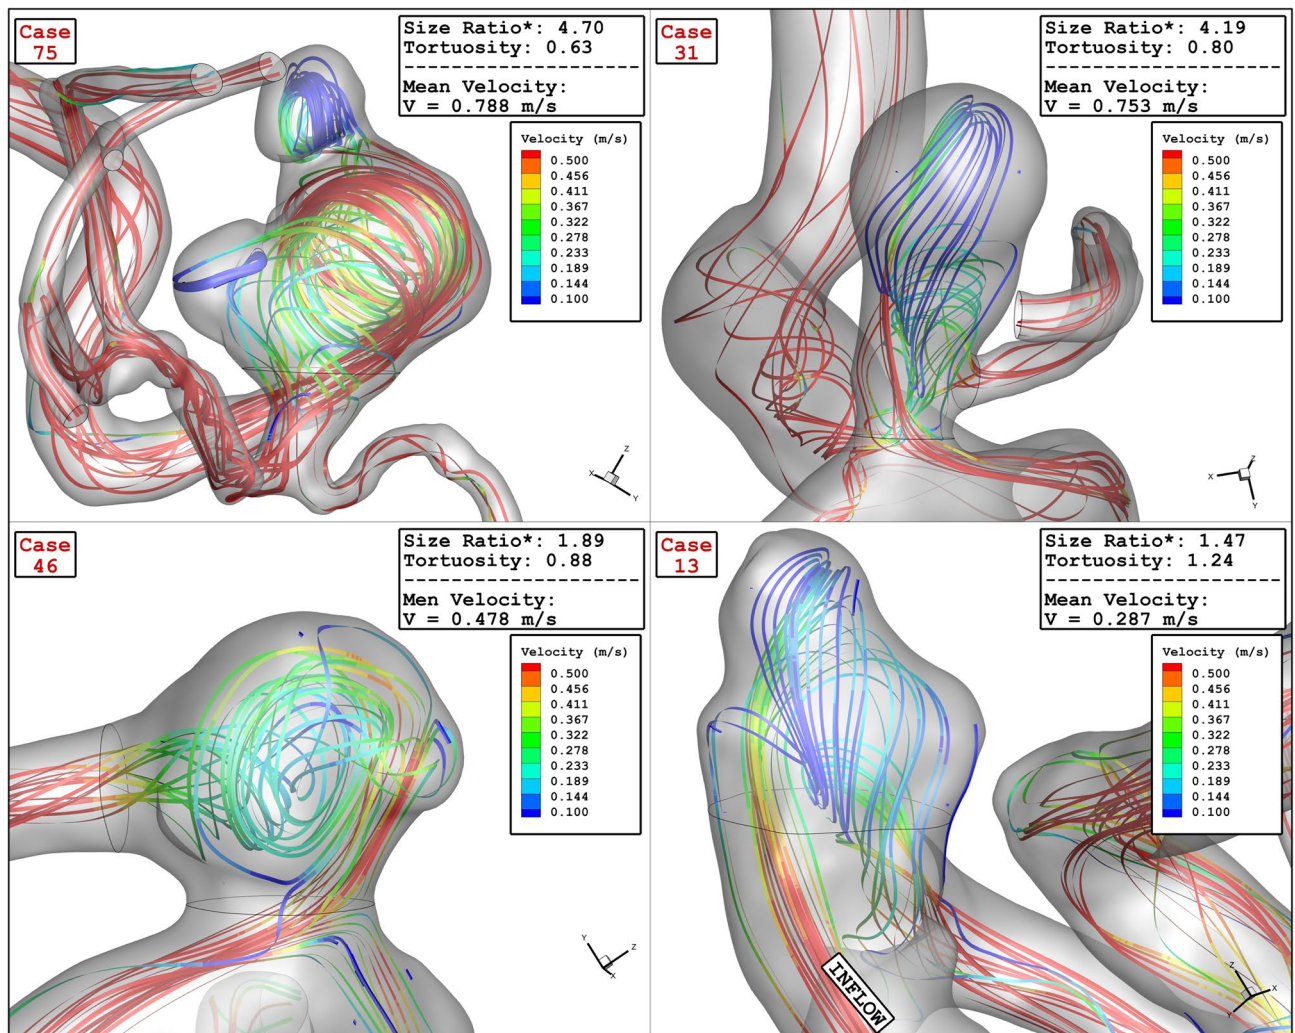 Case
75
Size Ratio*: 4.70
Tortuosity: 0.63
Mean Velocity:
V = 0.788 m/s
Velocity (m/s)
0.500
0.456
0.411
0.367
0.322
0.278
0.233
0.189
0.144
0.100
X
Z
Y
Case
31
Size Ratio*: 4.19
Tortuosity: 0.80
Mean Velocity:
V = 0.753 m/s
Velocity (m/s)
0.500
0.456
0.411
0.367
0.322
0.278
0.233
0.189
0.144
0.100
X
Z
Y
Case
46
Size Ratio*: 1.89
Tortuosity: 0.88
Men Velocity:
V = 0.478 m/s
Velocity (m/s)
0.500
0.456
0.411
0.367
0.322
0.278
0.233
0.189
0.144
0.100
Y
Z
X
Case
13
Size Ratio*: 1.47
Tortuosity: 1.24
Mean Velocity:
V = 0.287 m/s
Velocity (m/s)
0.500
0.456
0.411
0.367
0.322
0.278
0.233
0.189
0.144
0.100
INFLOW
Z
X
Y